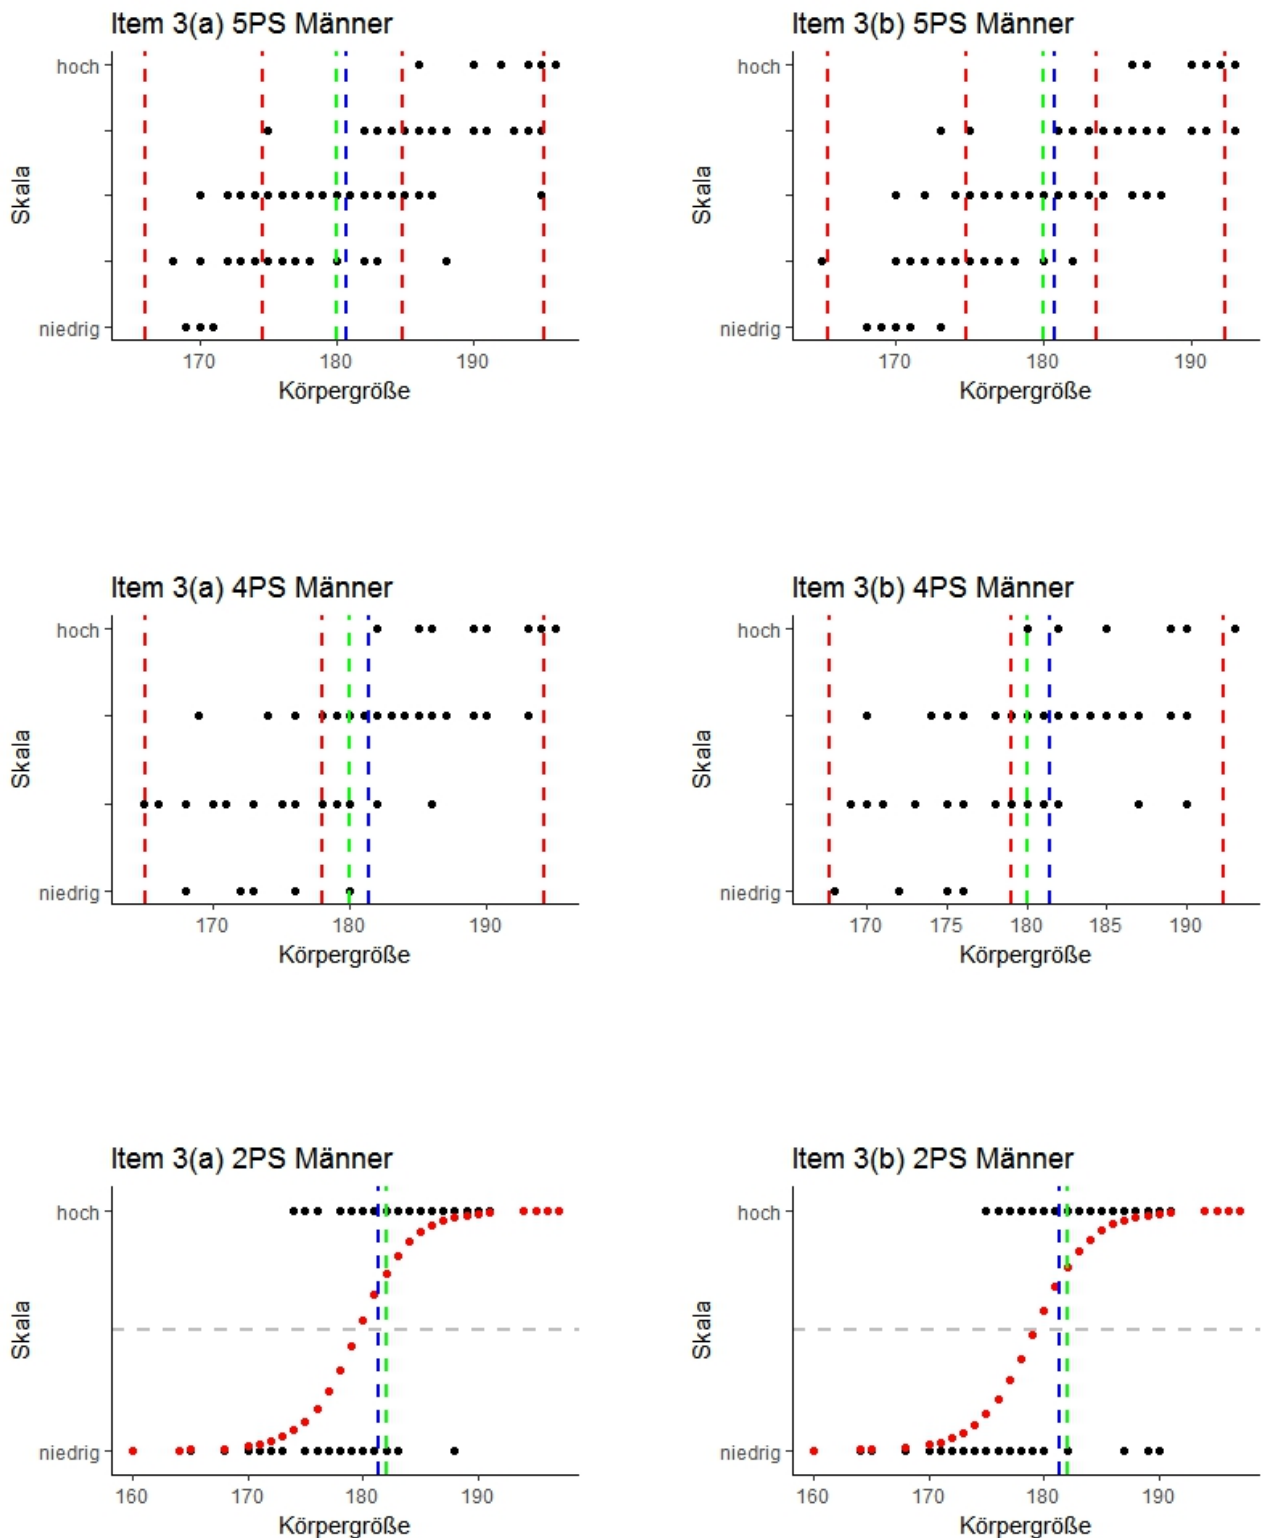 Item 3(a) 5PS Männer
hoch
Skala
niedrig
170 180 190
Körpergröße
Item 3(b) 5PS Männer
hoch
Skala
niedrig
170 180 190
Körpergröße
Item 3(a) 4PS Männer
hoch
Skala
niedrig
170 180 190
Körpergröße
Item 3(b) 4PS Männer
hoch
Skala
niedrig
170 175 180 185 190
Körpergröße
Item 3(a) 2PS Männer
hoch
Skala
niedrig
160 170 180 190
Körpergröße
Item 3(b) 2PS Männer
hoch
Skala
niedrig
160 170 180 190
Körpergröße